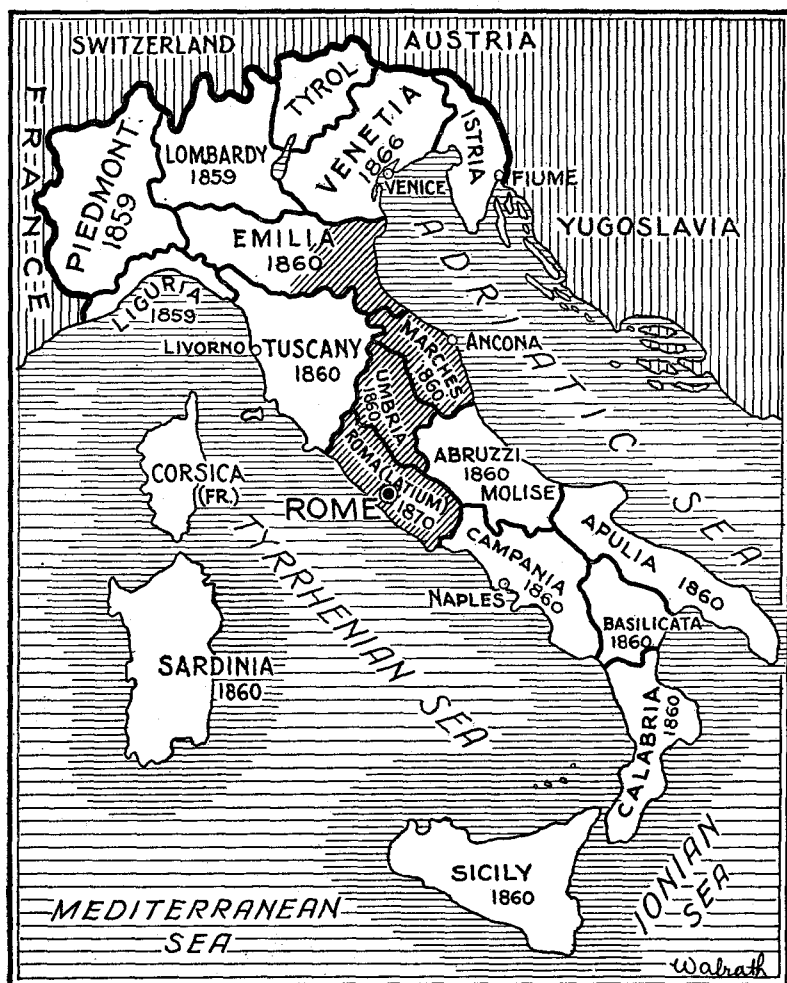 SWITZERLAND
AUSTRIA
F-R-A-N-C-E
TYROL
VENETIA
1866
ISTRIA
LOMBARDY
1859
PIEDMONT
1859
VENICE
FIUME
YUGOSLAVIA
EMILIA
1860
LIGURIA
1859
ADRIATIC SEA
LIVORNO
TUSCANY
1860
MARCHES
1860
ANCONA
UMBRIA
1860
CORSICA
(FR.)
ROMA (LATIUM)
1870
ROME
ABRUZZI
1860
MOLISE
TYRRHENIAN SEA
CAMPANIA
1860
NAPLES
APULIA
1860
BASILICATA
1860
SARDINIA
1860
CALABRIA
1860
SICILY
1860
IONIAN
SEA
MEDITERRANEAN
SEA
Walrath